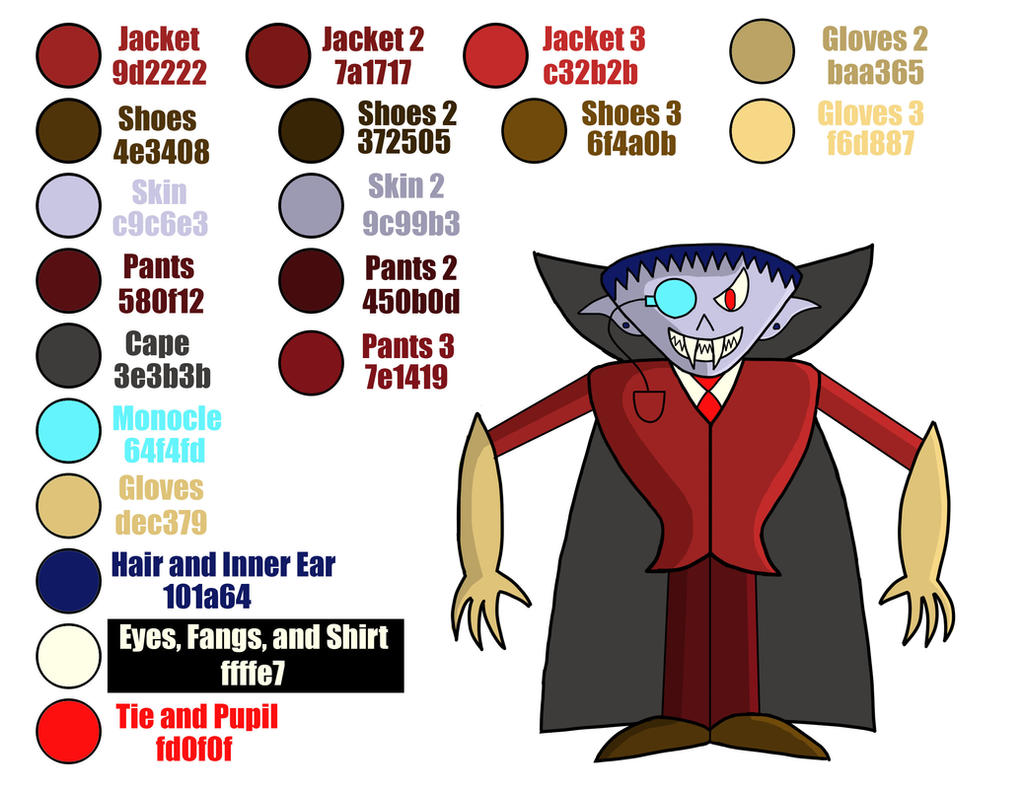 Jacket
9d2222
Jacket 2
7a1717
Jacket 3
c32b2b
Gloves 2
baa365
Shoes
4e3408
Shoes 2
372505
Shoes 3
6f4a0b
Gloves 3
f6d887
Skin
c9c6e3
Skin 2
9c99b3
Pants
580f12
Pants 2
450b0d
Cape
3e3b3b
Pants 3
7e1419
Monocle
64f4fd
Gloves
dec379
Hair and Inner Ear
101a64
Eyes, Fangs, and Shirt
ffffe7
Tie and Pupil
fd0f0f